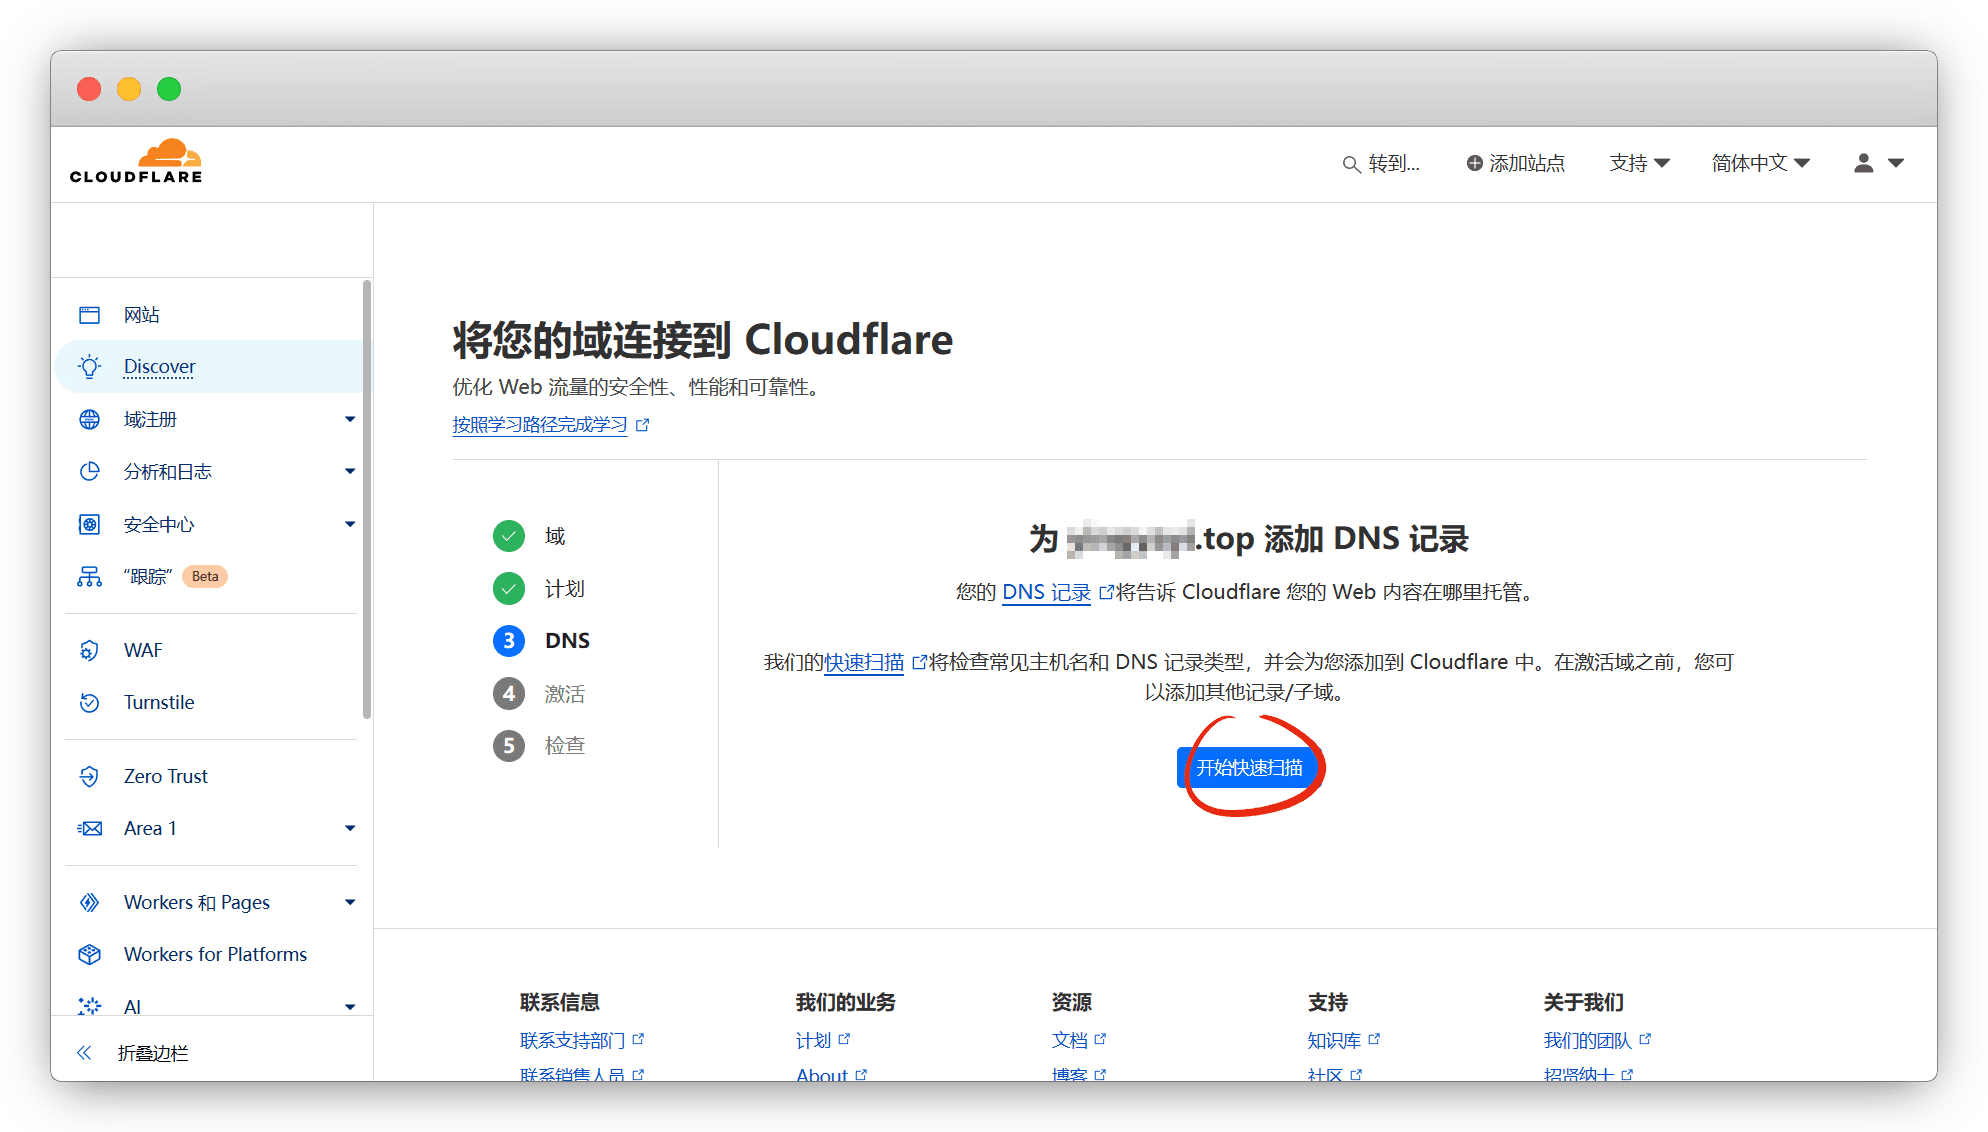 CLOUDFLARE
转到...
添加站点
支持
简体中文
网站
Discover
域注册
分析和日志
安全中心
“跟踪” Beta
WAF
Turnstile
Zero Trust
Area 1
Workers 和 Pages
Workers for Platforms
AI
折叠边栏
将您的域连接到 Cloudflare
优化 Web 流量的安全性、性能和可靠性。
按照学习路径完成学习
域
计划
3 DNS
4 激活
5 检查
为 .top 添加 DNS 记录
您的 DNS 记录 将告诉 Cloudflare 您的 Web 内容在哪里托管。
我们的快速扫描 将检查常见主机名和 DNS 记录类型，并会为您添加到 Cloudflare 中。在激活域之前，您可
以添加其他记录/子域。
开始快速扫描
联系信息
联系支持部门
联系销售人员
我们的业务
计划
About
资源
文档
博客
支持
知识库
社区
关于我们
我们的团队
招贤纳士